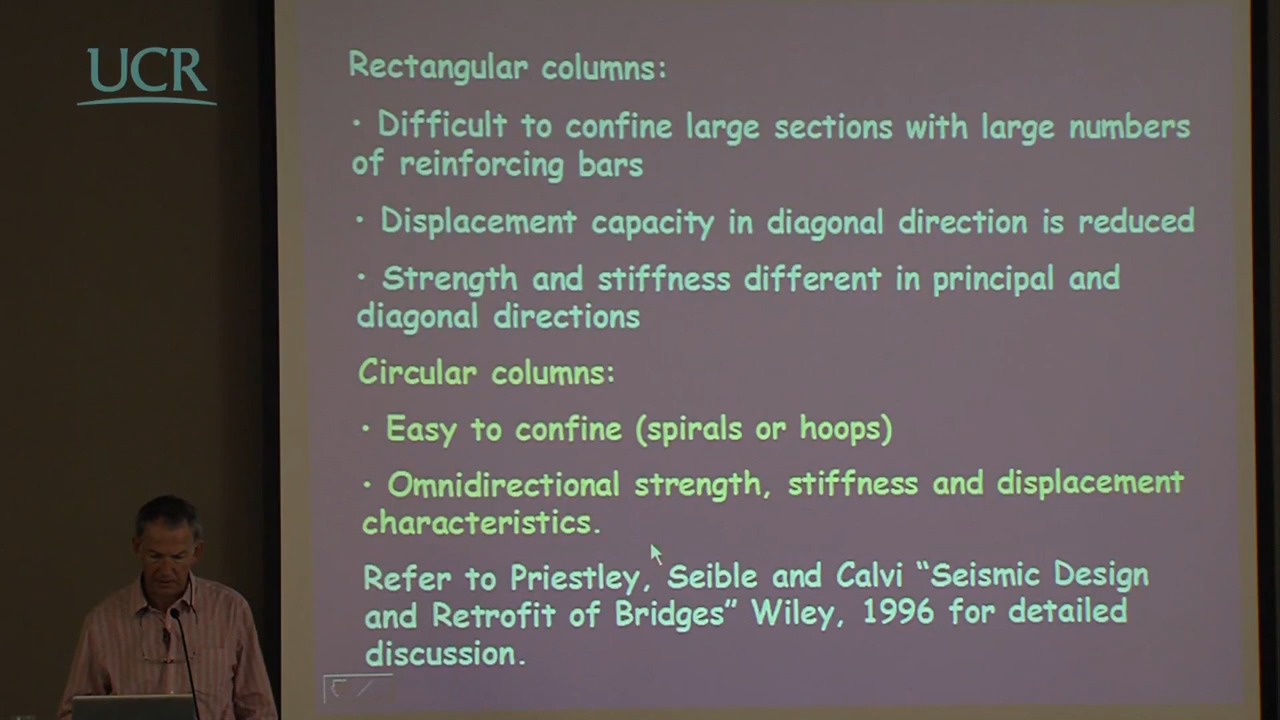 UCR
Rectangular columns:
• Difficult to confine large sections with large numbers
of reinforcing bars
• Displacement capacity in diagonal direction is reduced
• Strength and stiffness different in principal and
diagonal directions
Circular columns:
• Easy to confine (spirals or hoops)
• Omnidirectional strength, stiffness and displacement
characteristics.
Refer to Priestley, Seible and Calvi “Seismic Design
and Retrofit of Bridges” Wiley, 1996 for detailed
discussion.